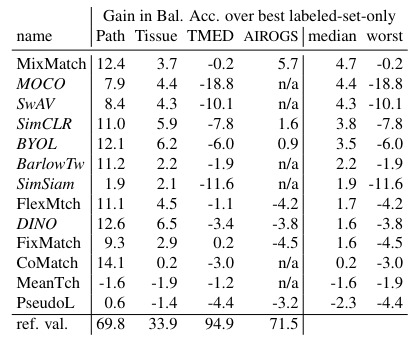 Gain in Bal. Acc. over best labeled-set-only
name Path Tissue TMED AIROGS median worst
MixMatch 12.4 3.7 -0.2 5.7 4.7 -0.2
MOCO 7.9 4.4 -18.8 n/a 4.4 -18.8
SwAV 8.4 4.3 -10.1 n/a 4.3 -10.1
SimCLR 11.0 5.9 -7.8 1.6 3.8 -7.8
BYOL 12.1 6.2 -6.0 0.9 3.5 -6.0
BarlowTw 11.2 2.2 -1.9 n/a 2.2 -1.9
SimSiam 1.9 2.1 -11.6 n/a 1.9 -11.6
FlexMtch 11.1 4.5 -1.1 -4.2 1.7 -4.2
DINO 12.6 6.5 -3.4 -3.8 1.6 -3.8
FixMatch 9.3 2.9 0.2 -4.5 1.6 -4.5
CoMatch 14.1 0.2 -3.0 n/a 0.2 -3.0
MeanTch -1.6 -1.9 -1.2 n/a -1.6 -1.9
PseudoL 0.6 -1.4 -4.4 -3.2 -2.3 -4.4
ref. val. 69.8 33.9 94.9 71.5